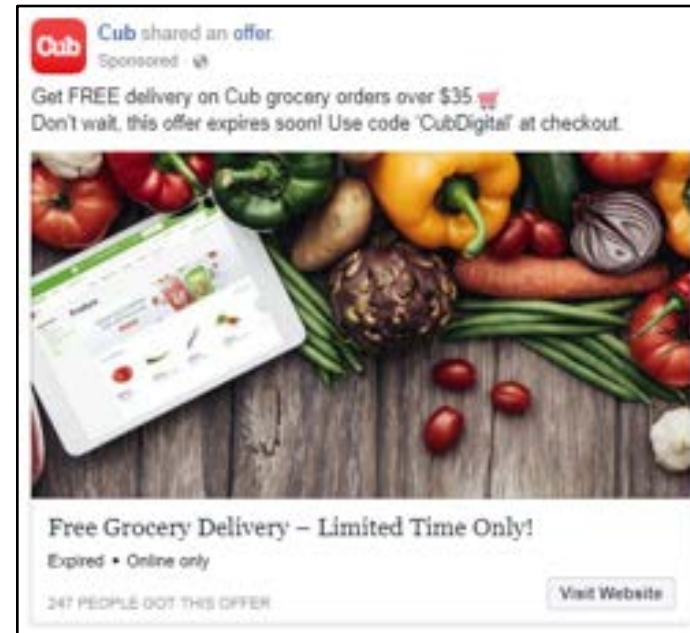 Cub
Cub shared an offer.
Sponsored
Get FREE delivery on Cub grocery orders over $35
Don't wait, this offer expires soon! Use code 'CubDigital' at checkout.
Free Grocery Delivery – Limited Time Only!
Expired • Online only
247 PEOPLE GOT THIS OFFER
Visit Website